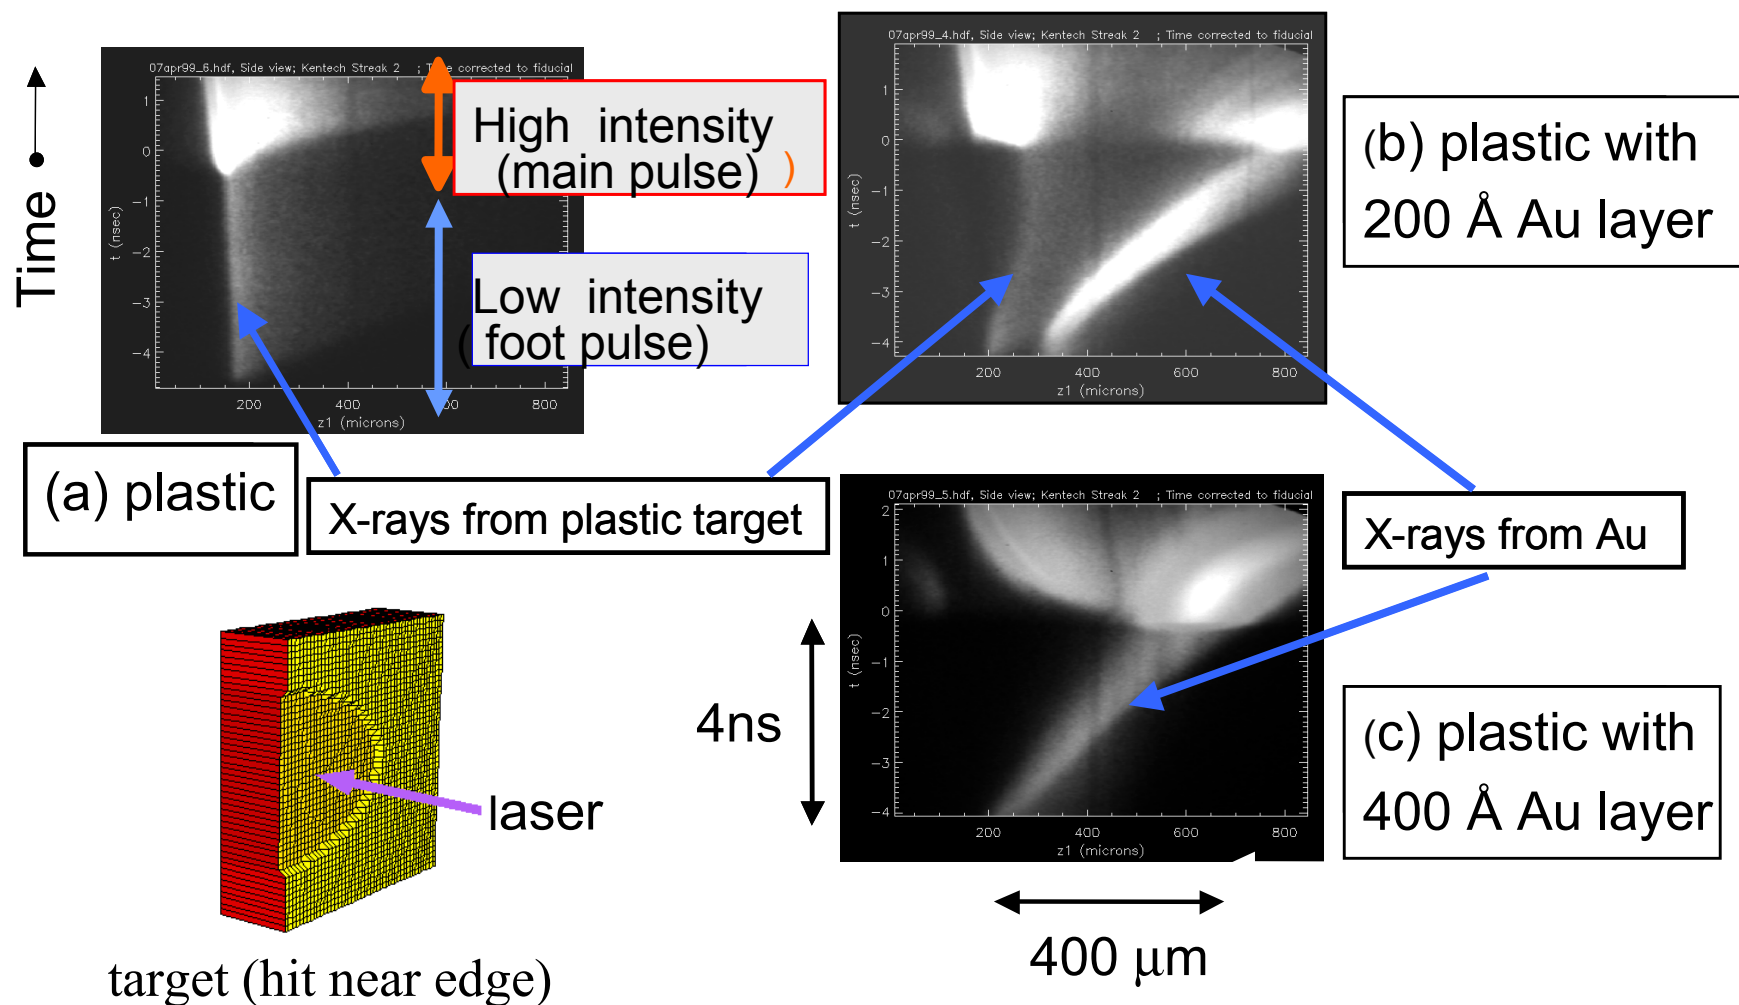 07apr99_6.hdf, Side view; Kentech Streak 2 ; Time corrected to fiducial
Time
t (nsec)
1
0
-1
-2
-3
-4
200
400
600
800
z1 (microns)
High intensity
(main pulse) )
Low intensity
( foot pulse)
(a) plastic
X-rays from plastic target
07apr99_4.hdf, Side view; Kentech Streak 2 ; Time corrected to fiducial
t (nsec)
1
0
-1
-2
-3
-4
200
400
600
800
z1 (microns)
(b) plastic with
200 Å Au layer
07apr99_5.hdf, Side view; Kentech Streak 2 ; Time corrected to fiducial
t (nsec)
2
1
0
-1
-2
-3
-4
200
400
600
800
z1 (microns)
X-rays from Au
(c) plastic with
400 Å Au layer
4ns
400 μm
laser
target (hit near edge)